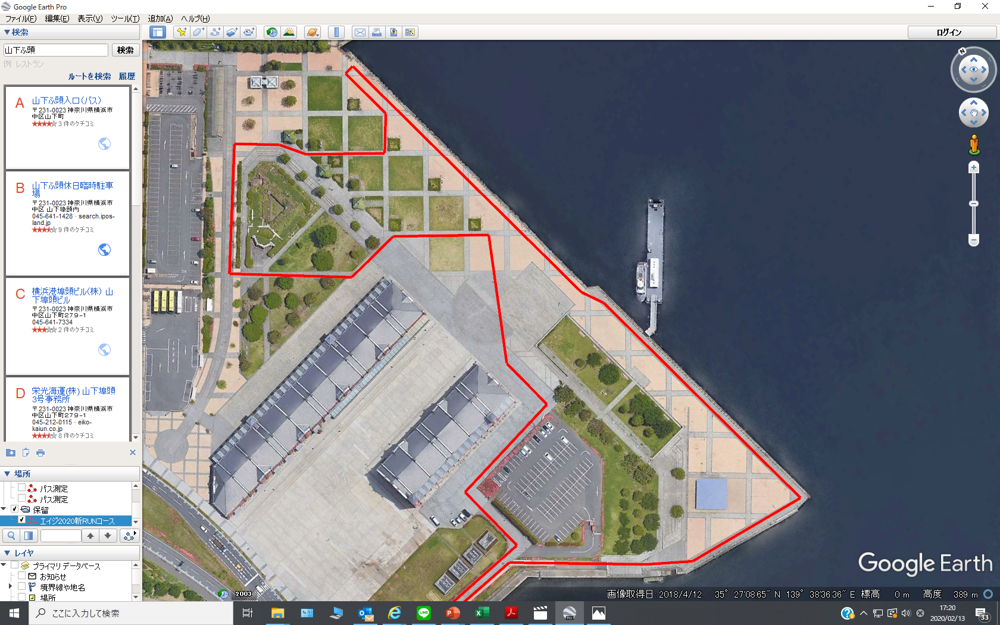 Google Earth Pro
ファイル(F) 編集(E) 表示(V) ツール(T) 追加(A) ヘルプ(H)
▼検索
山下ふ頭
検索
例: レストラン
ルートを検索 履歴
A
山下ふ頭入口(バス)
〒231-0023 神奈川県横浜市
中区山下町
3 件のクチコミ
B
山下ふ頭休日臨時駐車
場
〒231-0023 神奈川県横浜市
中区 山下埠頭内
045-641-1428 · search.ipos-
land.jp
9 件のクチコミ
C
横浜港埠頭ビル(株) 山
下埠頭ビル
〒231-0023 神奈川県横浜市
中区山下町279-1
045-641-7334
2 件のクチコミ
D
栄光海運(株) 山下埠頭
3号事務所
〒231-0023 神奈川県横浜市
中区山下町279-1
045-212-0115 · eiko-
kaiun.co.jp
8 件のクチコミ
▼ 場所
パス測定
パス測定
保留
エイジ2020新RUNコース
▼ レイヤ
プライマリ データベース
お知らせ
境界線や地名
場所
ログイン
N
2003
Google Earth
画像取得日: 2018/4/12 35° 27'08.65" N 139° 38'36.36" E 標高 0 m 高度 389 m
ここに入力して検索
LINE
Pro
17:20
2020/02/13
33